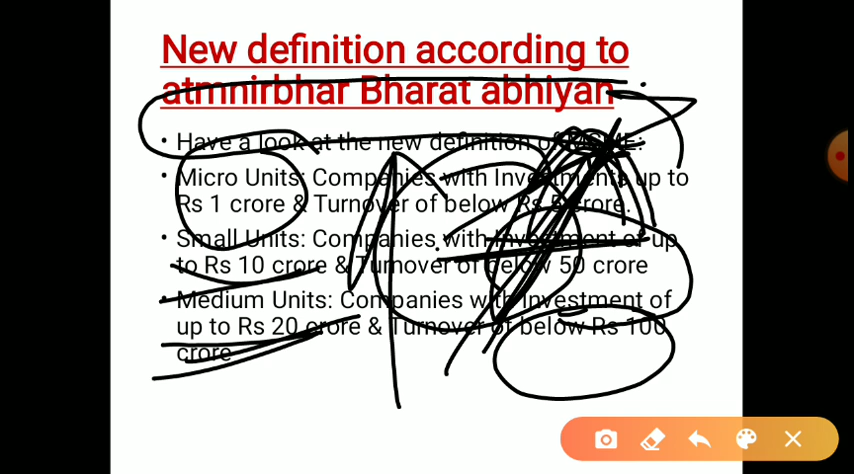 New definition according to
atmnirbhar Bharat abhiyan
• Have a look at the new definition of MSME:
• Micro Units: Companies with Investments up to
Rs 1 crore & Turnover of below Rs 5 crore.
• Small Units: Companies with Investment of up
to Rs 10 crore & Turnover of below 50 crore
• Medium Units: Companies with Investment of
up to Rs 20 crore & Turnover of below Rs 100
crore